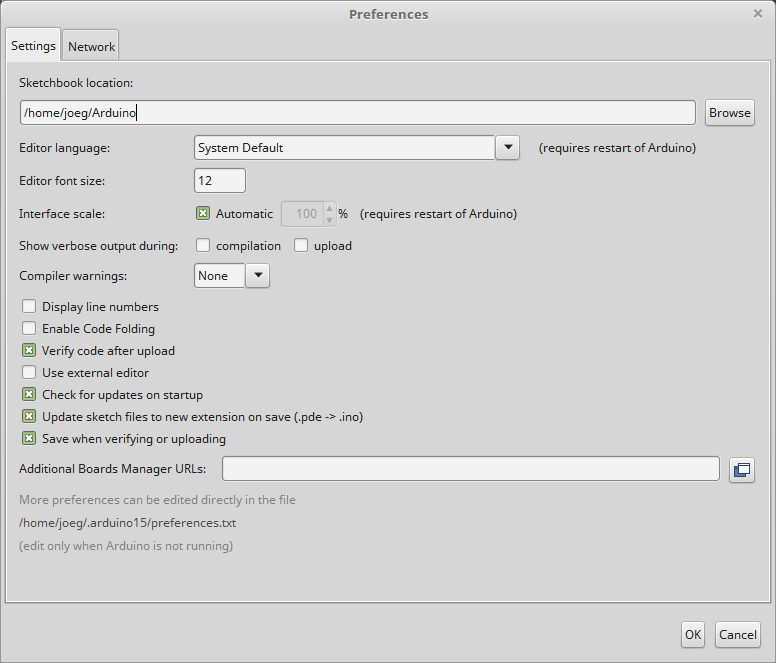 Preferences
Settings Network
Sketchbook location:
/home/joeg/Arduino Browse
Editor language: System Default (requires restart of Arduino)
Editor font size: 12
Interface scale: Automatic 100 % (requires restart of Arduino)
Show verbose output during: compilation upload
Compiler warnings: None
Display line numbers
Enable Code Folding
Verify code after upload
Use external editor
Check for updates on startup
Update sketch files to new extension on save (.pde -> .ino)
Save when verifying or uploading
Additional Boards Manager URLs:
More preferences can be edited directly in the file
/home/joeg/.arduino15/preferences.txt
(edit only when Arduino is not running)
OK Cancel